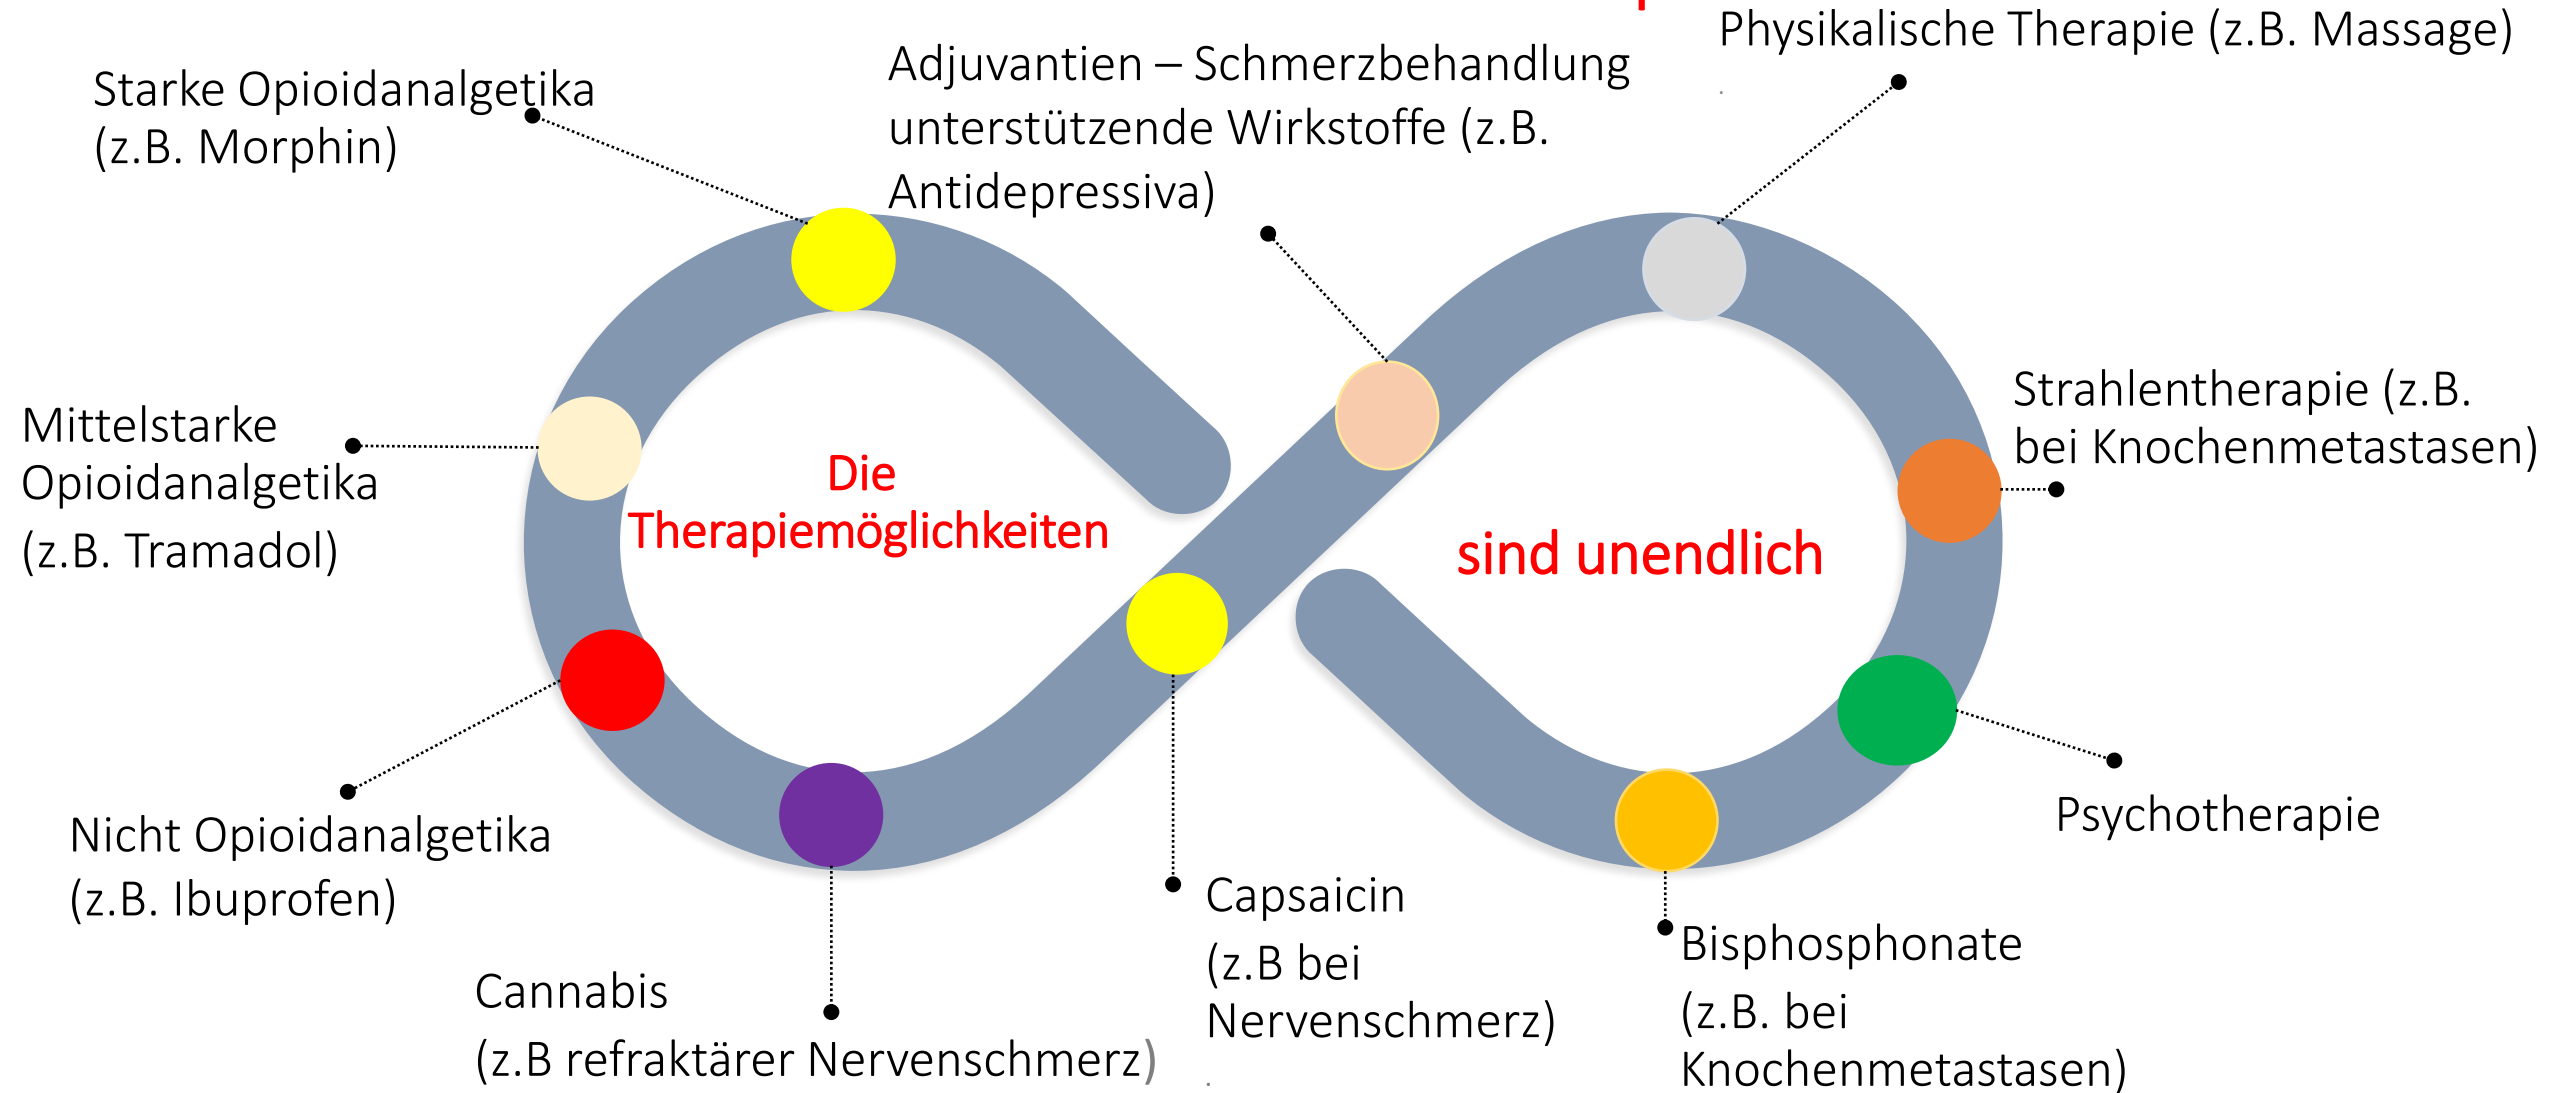 Physikalische Therapie (z.B. Massage)
Adjuvantien – Schmerzbehandlung
unterstützende Wirkstoffe (z.B.
Antidepressiva)
Starke Opioidanalgetika
(z.B. Morphin)
Mittelstarke
Opioidanalgetika
(z.B. Tramadol)
Die
Therapiemöglichkeiten
sind unendlich
Strahlentherapie (z.B.
bei Knochenmetastasen)
Nicht Opioidanalgetika
(z.B. Ibuprofen)
Psychotherapie
Cannabis
(z.B refraktärer Nervenschmerz)
Capsaicin
(z.B bei
Nervenschmerz)
.
Bisphosphonate
(z.B. bei
Knochenmetastasen)